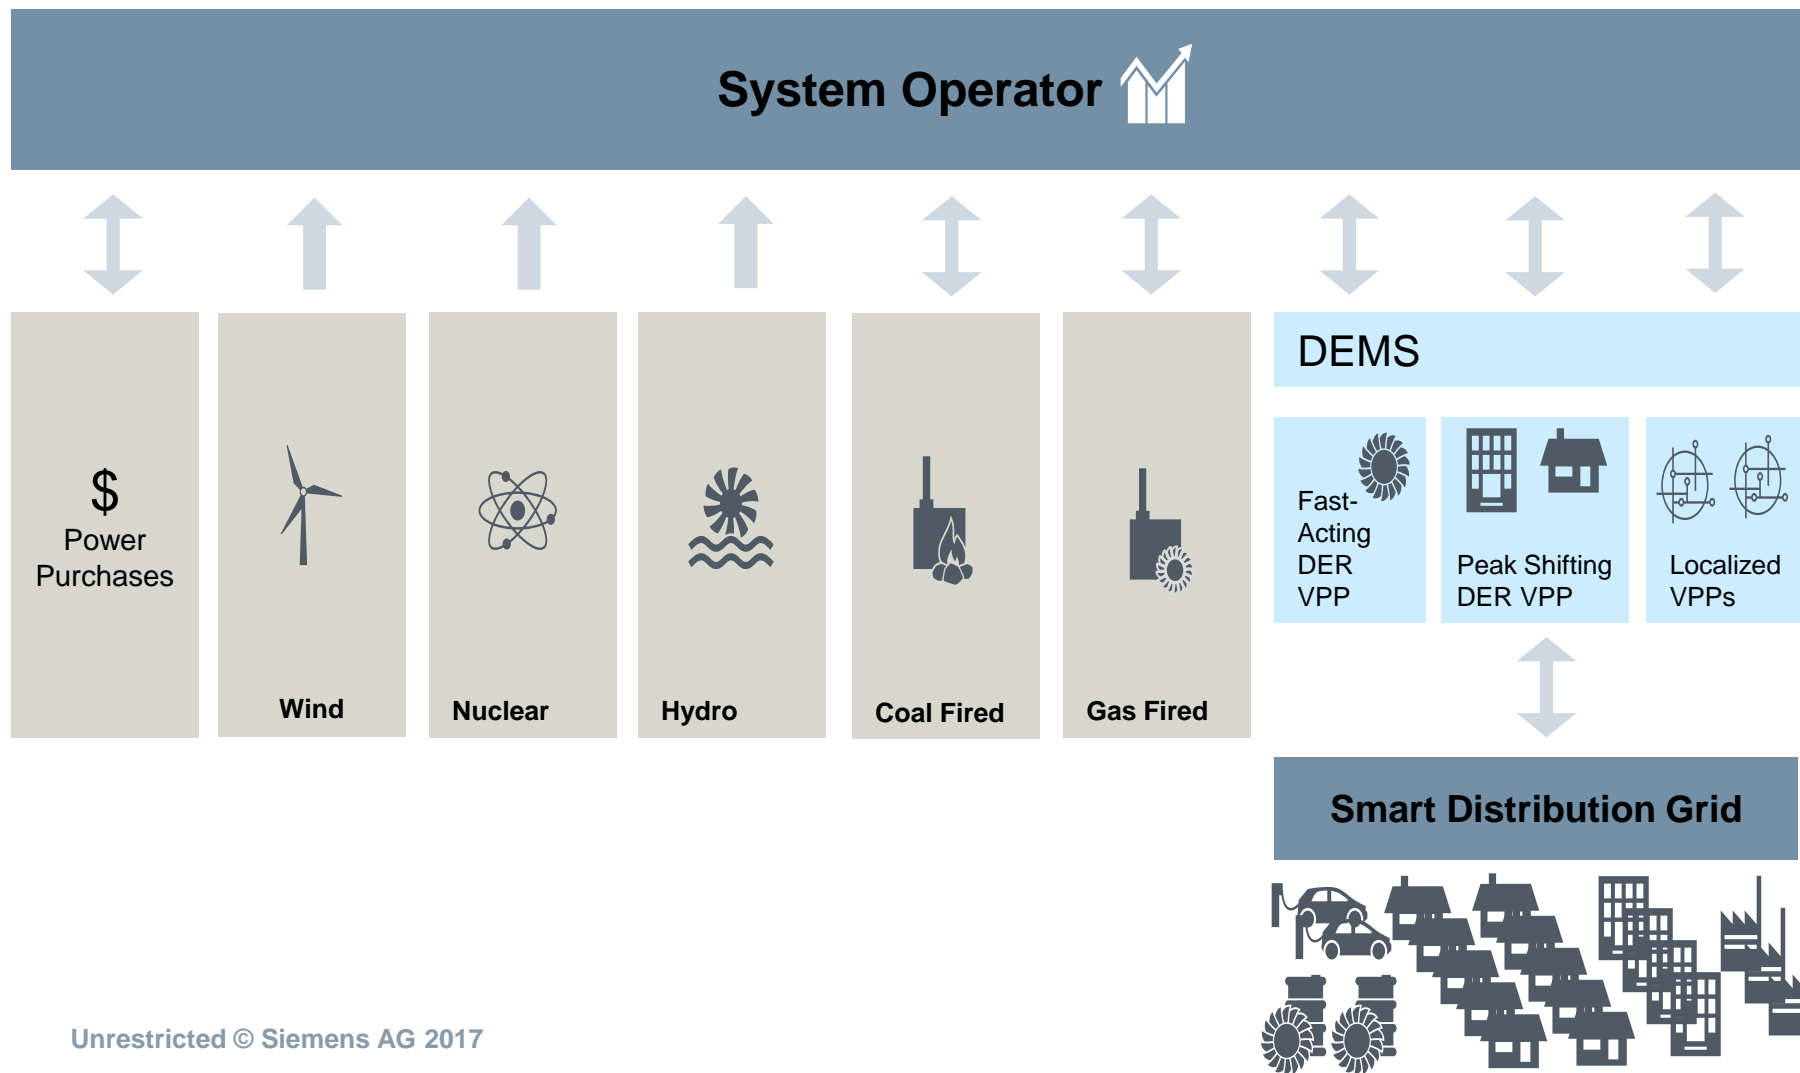 System Operator
$
Power
Purchases
Wind
Nuclear
Hydro
Coal Fired
Gas Fired
DEMS
Fast-
Acting
DER
VPP
Peak Shifting
DER VPP
Localized
VPPs
Smart Distribution Grid
Unrestricted © Siemens AG 2017